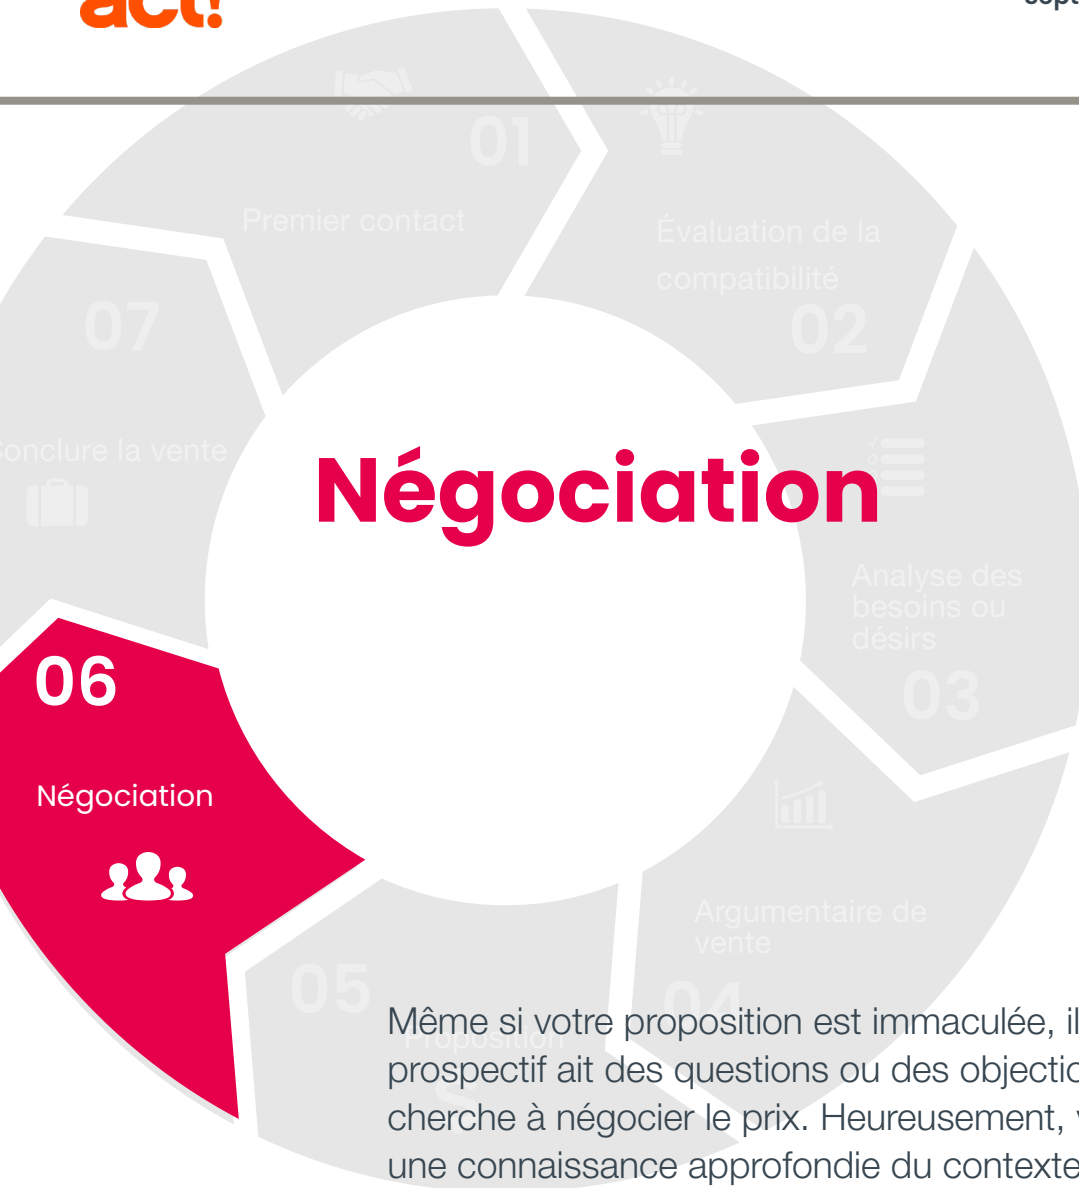 act!
01
Premier contact
Évaluation de la
compatibilité
02
07
onclure la vente
Négociation
Analyse des
besoins ou
désirs
03
06
Négociation
Argumentaire de
vente
04
05
Proposition
Même si votre proposition est immaculée, il
prospectif ait des questions ou des objectio
cherche à négocier le prix. Heureusement, v
une connaissance approfondie du contexte